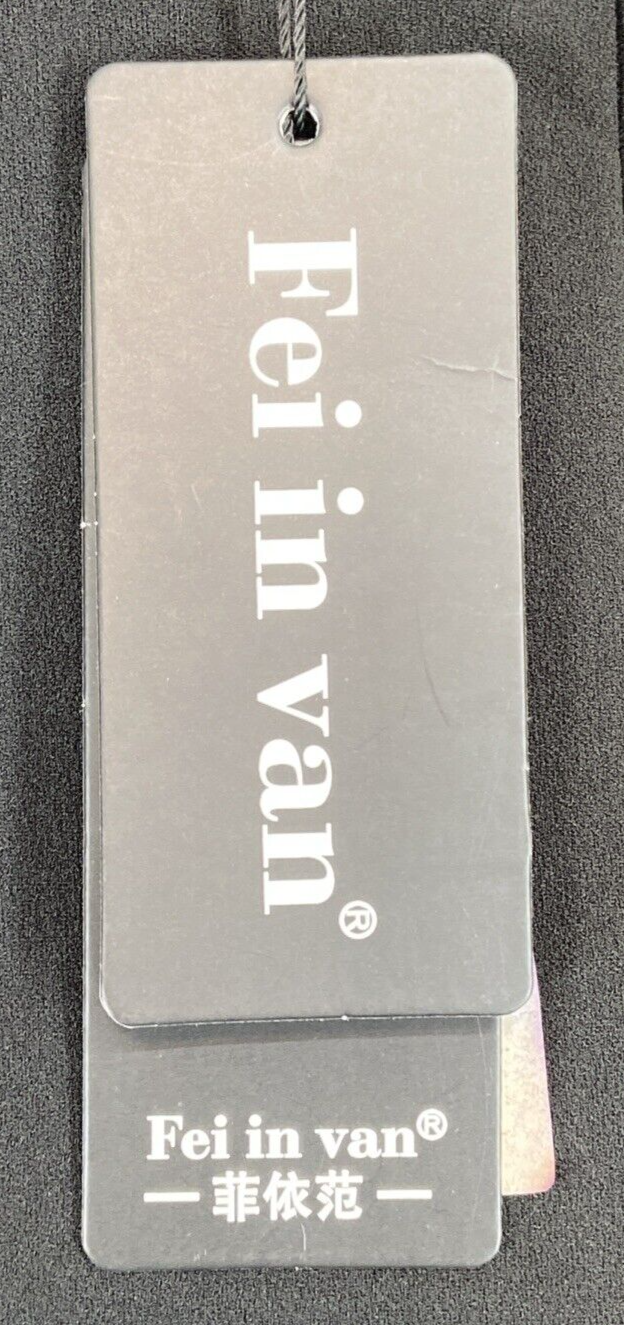 Fei in van®
Fei in van®
— 菲依范 —